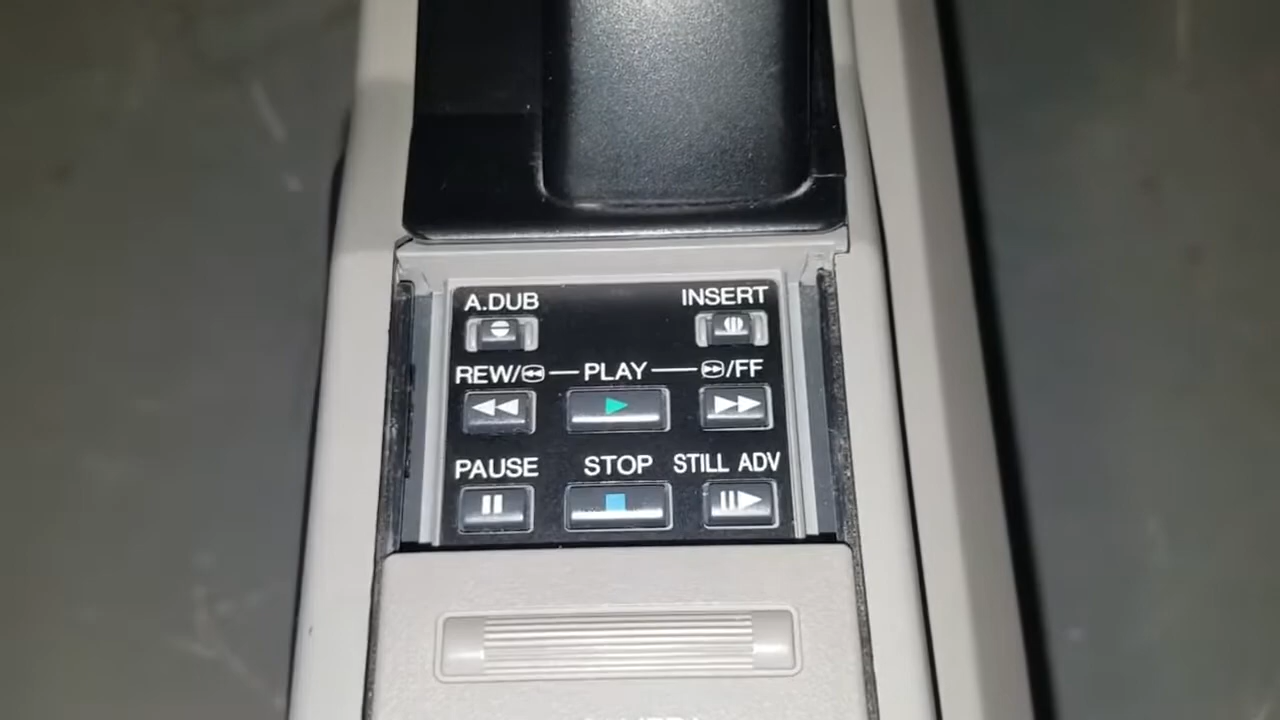 A.DUB INSERT
REW/ PLAY /FF
PAUSE STOP STILL ADV